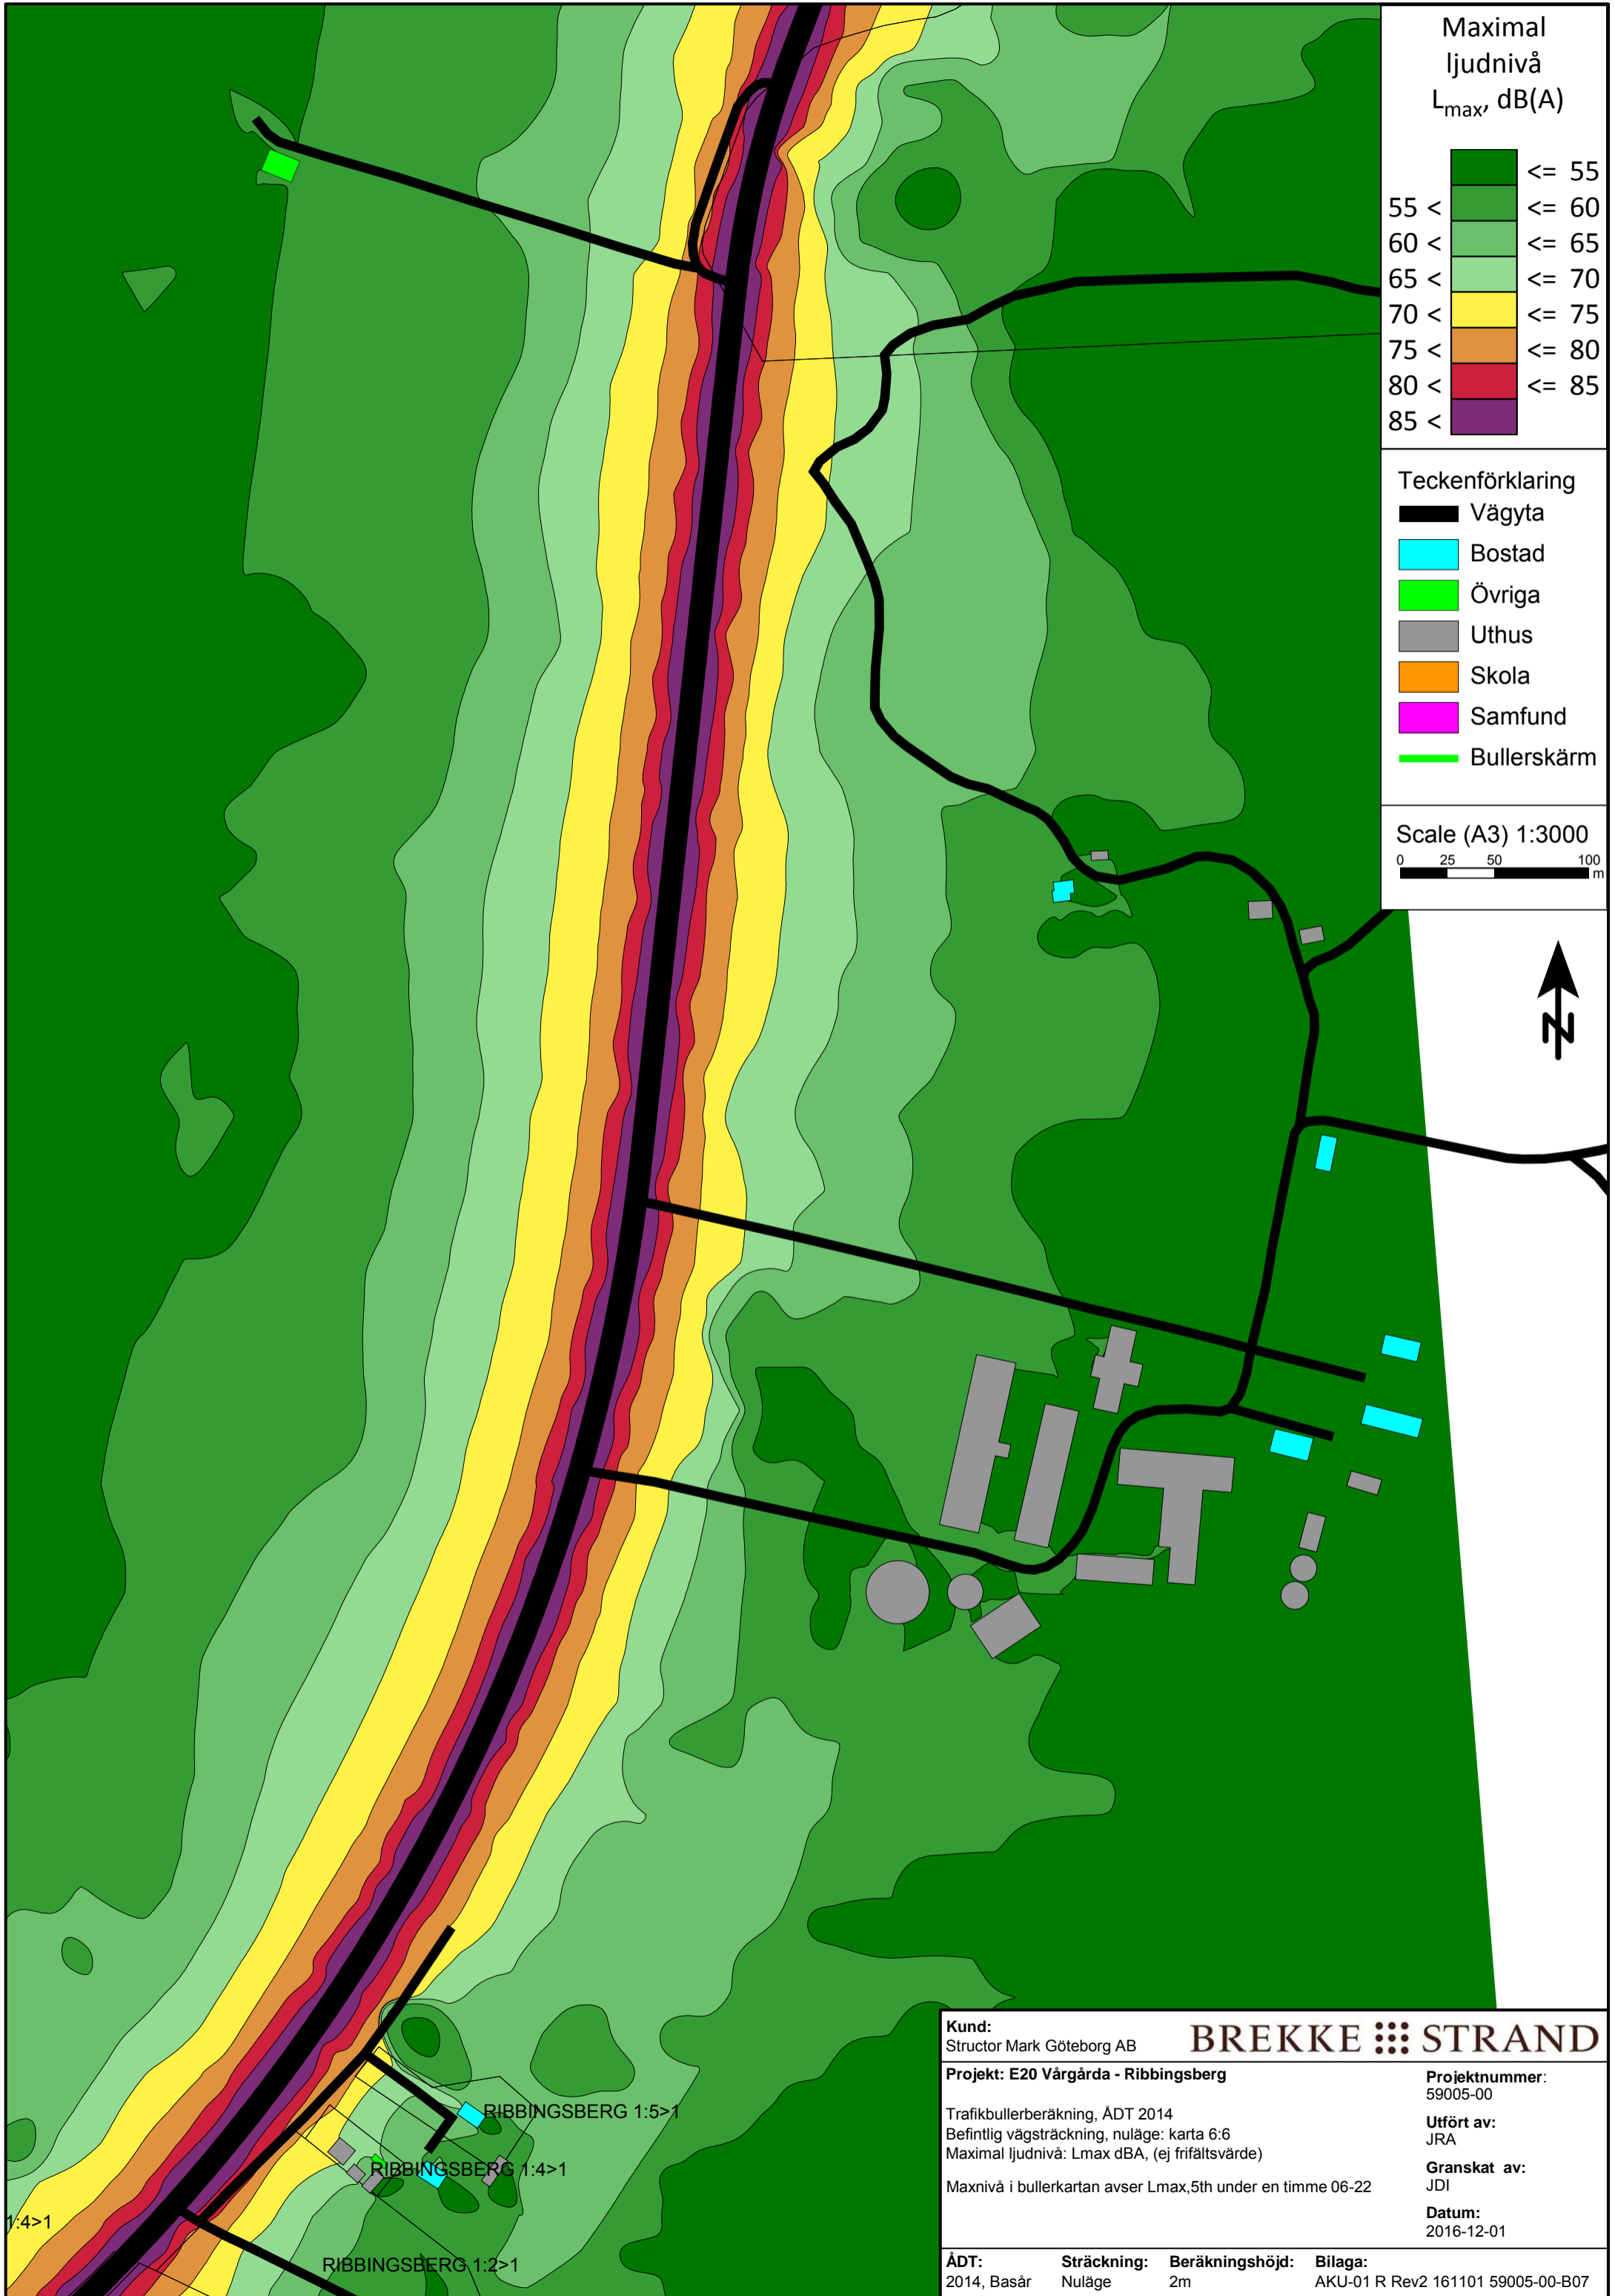 Maximal
ljudnivå
Lmax, dB(A)
<= 55
55 < <= 60
60 < <= 65
65 < <= 70
70 < <= 75
75 < <= 80
80 < <= 85
85 <
Teckenförklaring
Vägyta
Bostad
Övriga
Uthus
Skola
Samfund
Bullerskärm
Scale (A3) 1:3000
0 25 50 100
m
N
RIBBINGSBERG 1:5>1
RIBBINGSBERG 1:4>1
1:4>1
RIBBINGSBERG 1:2>1
Kund:
Structor Mark Göteborg AB
BREKKE STRAND
Projekt: E20 Vårgårda - Ribbingsberg
Trafikbullerberäkning, ÅDT 2014
Befintlig vägsträckning, nuläge: karta 6:6
Maximal ljudnivå: Lmax dBA, (ej frifältsvärde)
Maxnivå i bullerkartan avser Lmax,5th under en timme 06-22
Projektnummer:
59005-00
Utfört av:
JRA
Granskat av:
JDI
Datum:
2016-12-01
ÅDT: Sträckning: Beräkningshöjd: Bilaga:
2014, Basår Nuläge 2m AKU-01 R Rev2 161101 59005-00-B07